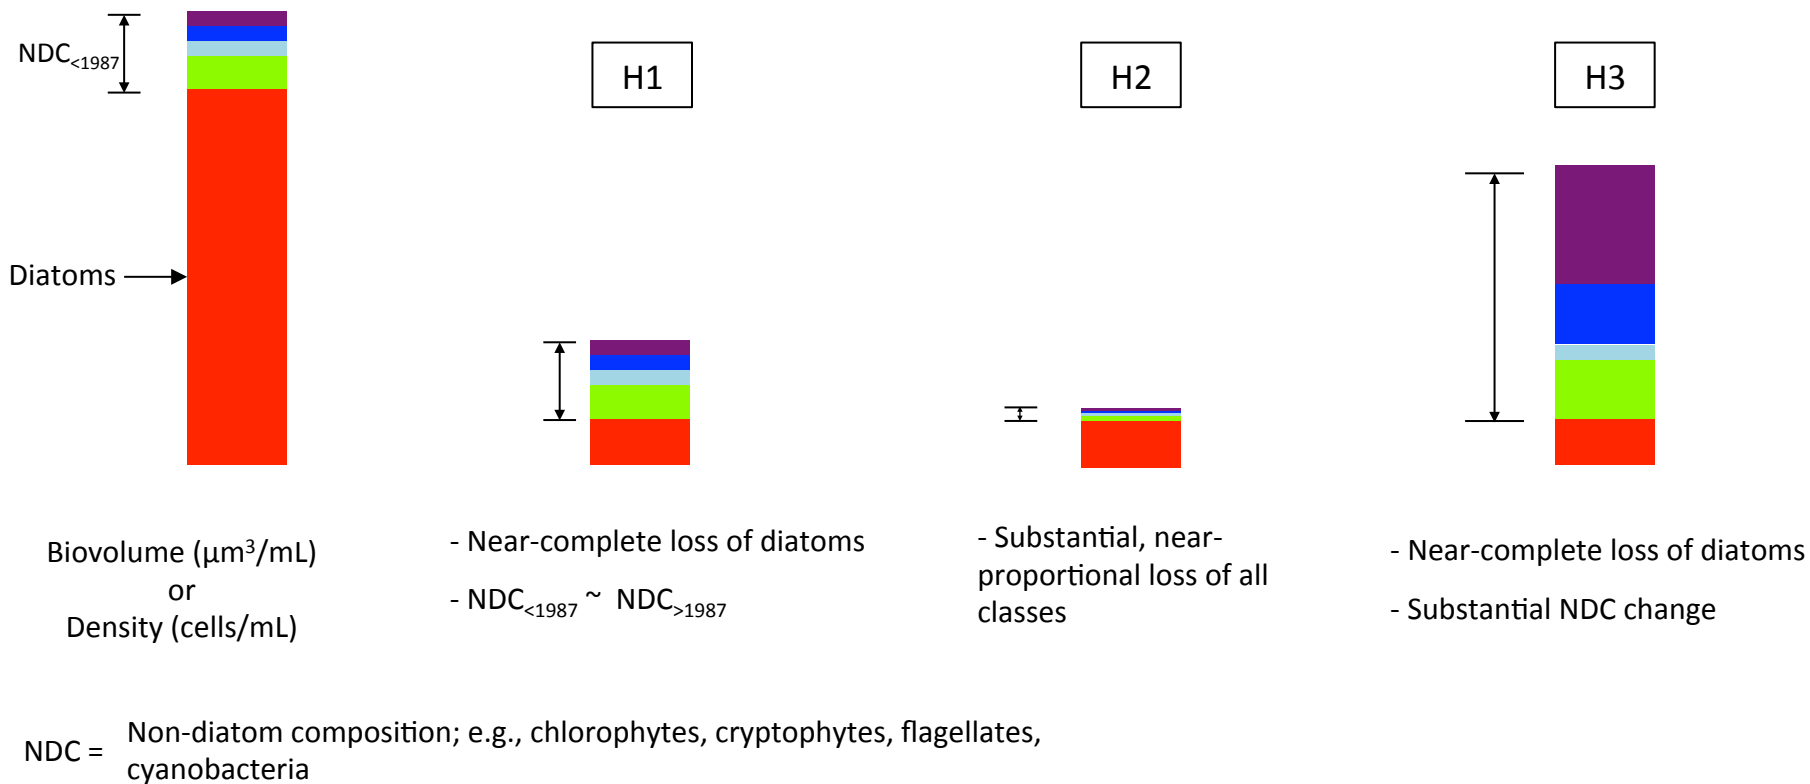 NDC<1987
H1
H2
H3
Diatoms
Biovolume (µm³/mL)
or
Density (cells/mL)
- Near-complete loss of diatoms
- NDC<1987 ~ NDC>1987
- Substantial, near-
proportional loss of all
classes
- Near-complete loss of diatoms
- Substantial NDC change
NDC = Non-diatom composition; e.g., chlorophytes, cryptophytes, flagellates,
cyanobacteria